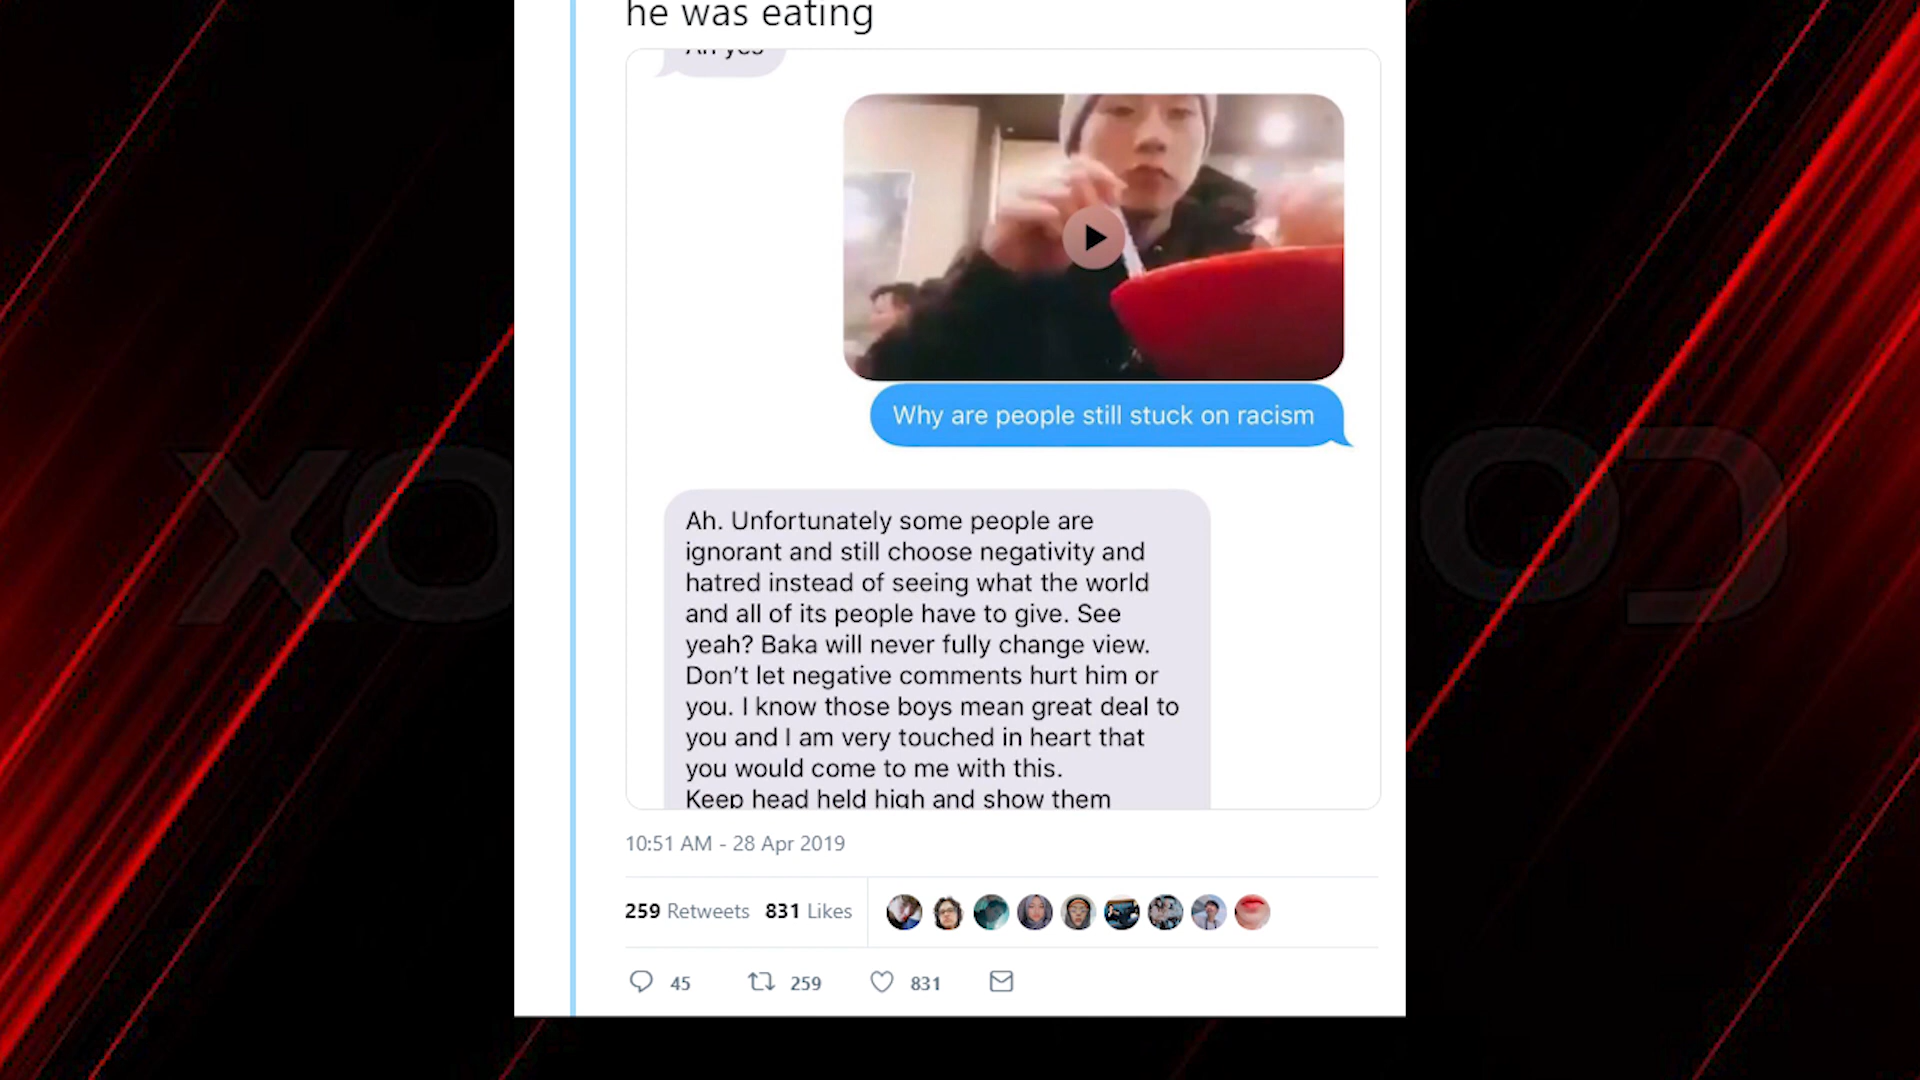 he was eating
Ah yes
Why are people still stuck on racism
Ah. Unfortunately some people are
ignorant and still choose negativity and
hatred instead of seeing what the world
and all of its people have to give. See
yeah? Baka will never fully change view.
Don't let negative comments hurt him or
you. I know those boys mean great deal to
you and I am very touched in heart that
you would come to me with this.
Keep head held high and show them
10:51 AM - 28 Apr 2019
259 Retweets 831 Likes
45 259 831